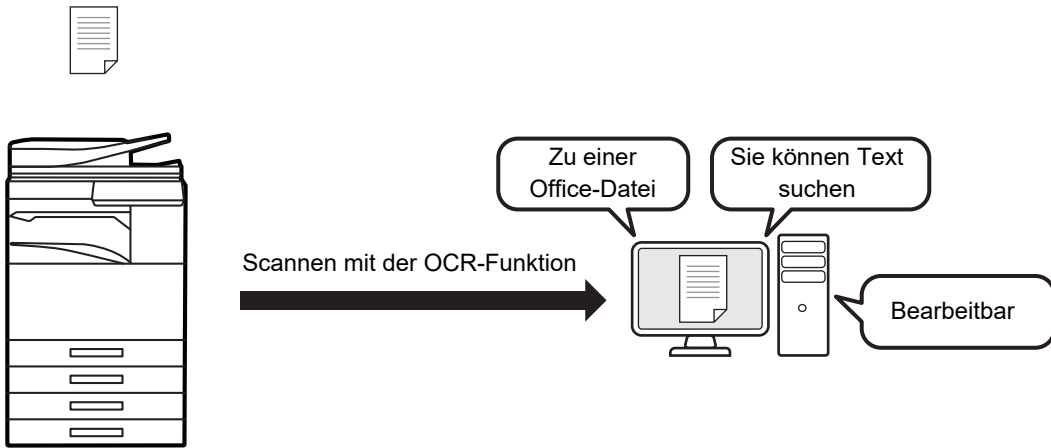 Zu einer
Office-Datei
Sie können Text
suchen
Scannen mit der OCR-Funktion
Bearbeitbar